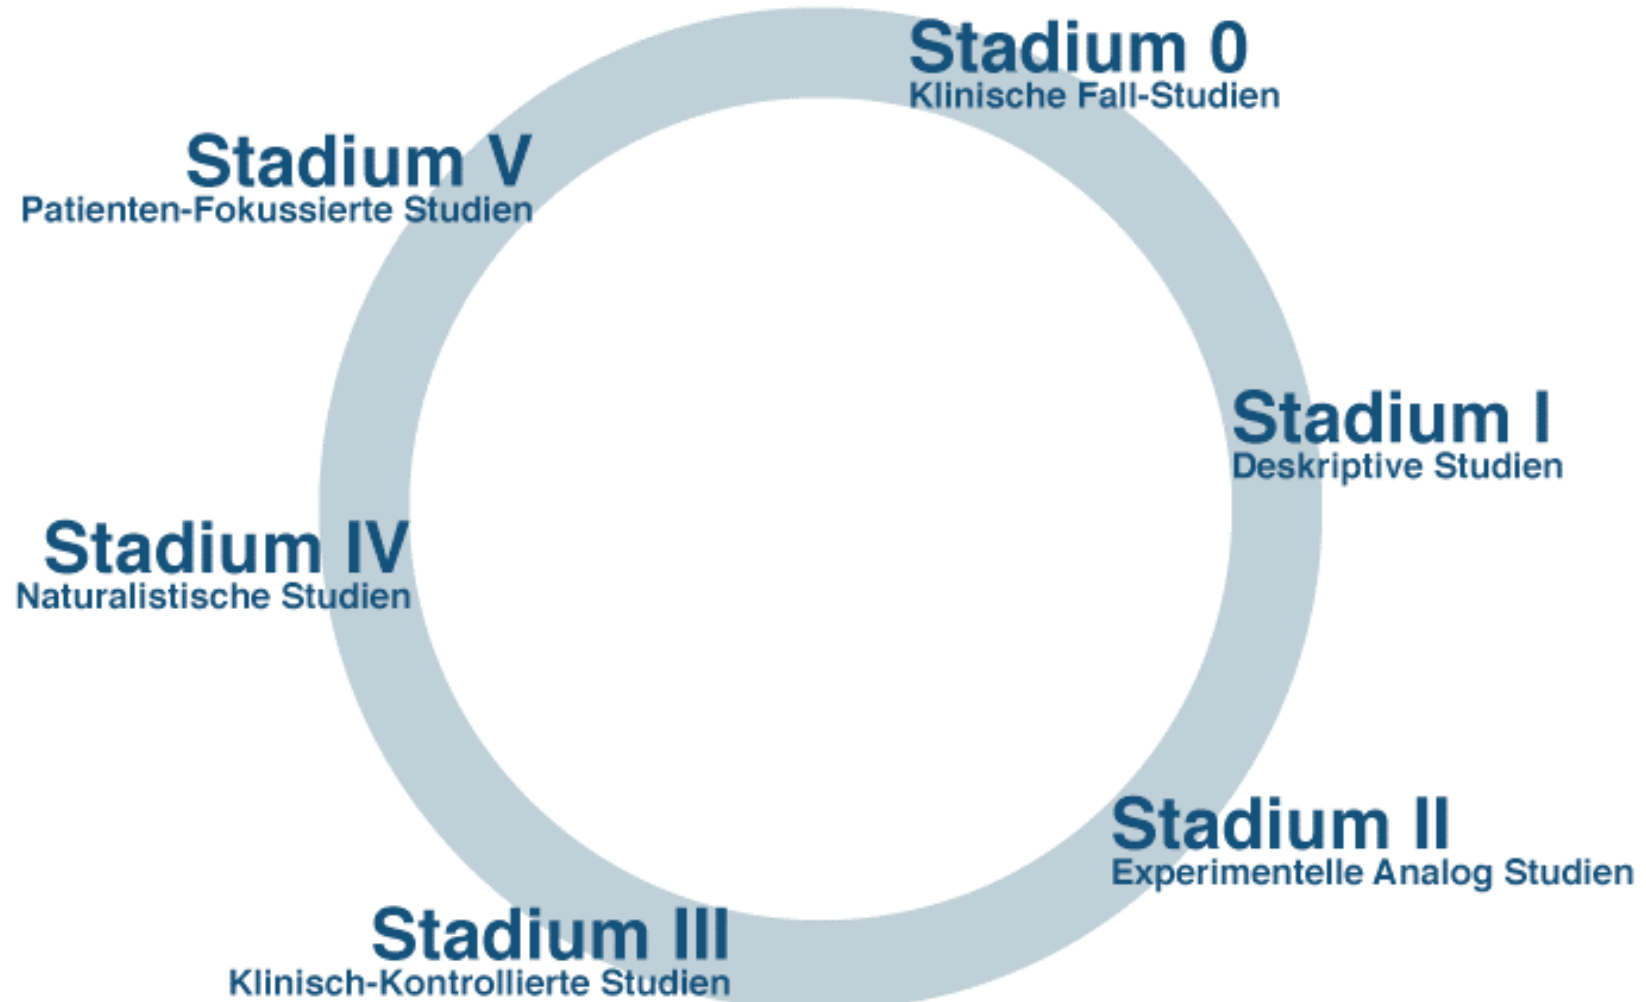 Stadium 0
Klinische Fall-Studien
Stadium I
Deskriptive Studien
Stadium II
Experimentelle Analog Studien
Stadium III
Klinisch-Kontrollierte Studien
Stadium IV
Naturalistische Studien
Stadium V
Patienten-Fokussierte Studien